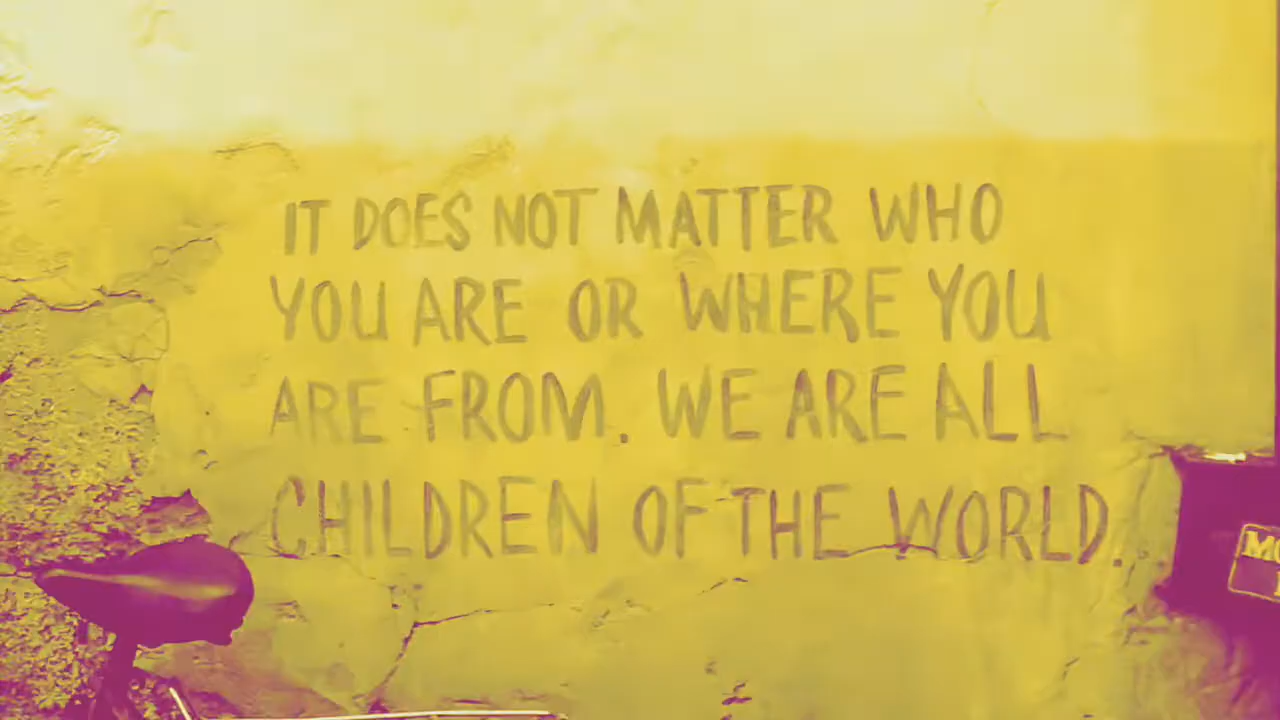 IT DOES NOT MATTER WHO
YOU ARE OR WHERE YOU
ARE FROM. WE ARE ALL
CHILDREN OF THE WORLD.